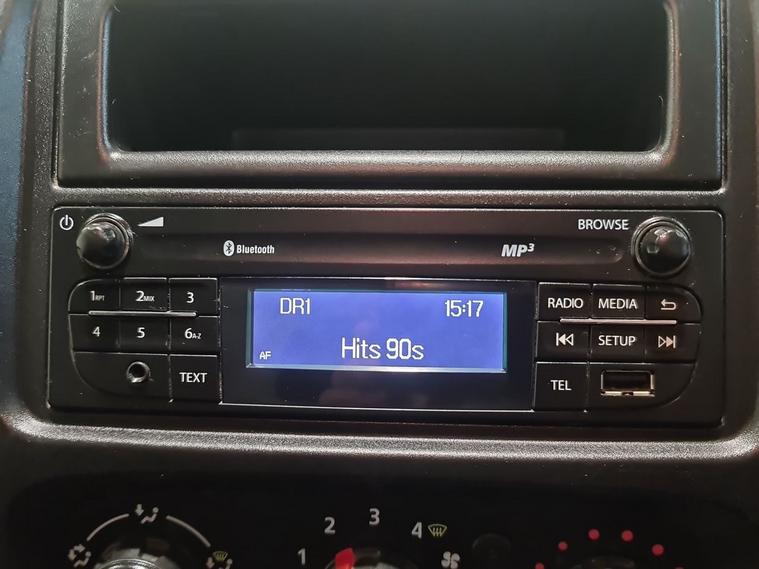 BROWSE
Bluetooth
MP3
1RPT 2MIX 3
DR1 15:17
RADIO MEDIA
4 5 6A-Z
AF Hits 90s
SETUP
TEXT
TEL
1 2 3 4